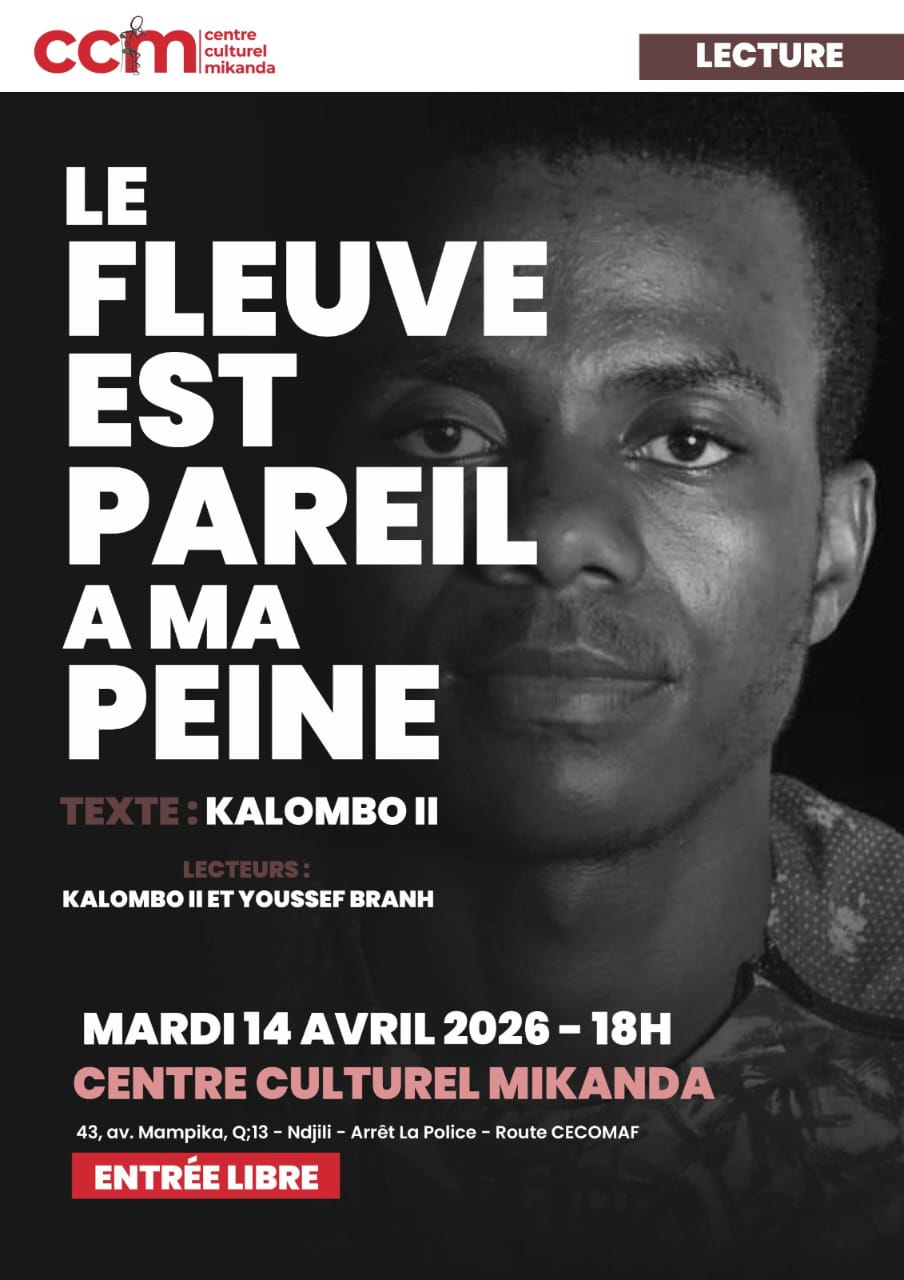 ccm
centre
culturel
mikanda
LECTURE
LE
FLEUVE
EST
PAREIL
A MA
PEINE
TEXTE : KALOMBO II
LECTEURS :
KALOMBO II ET YOUSSEF BRANH
MARDI 14 AVRIL 2026 – 18H
CENTRE CULTUREL MIKANDA
43, av. Mampika, Q;13 – Ndjili – Arrêt La Police – Route CECOMAF
ENTRÉE LIBRE